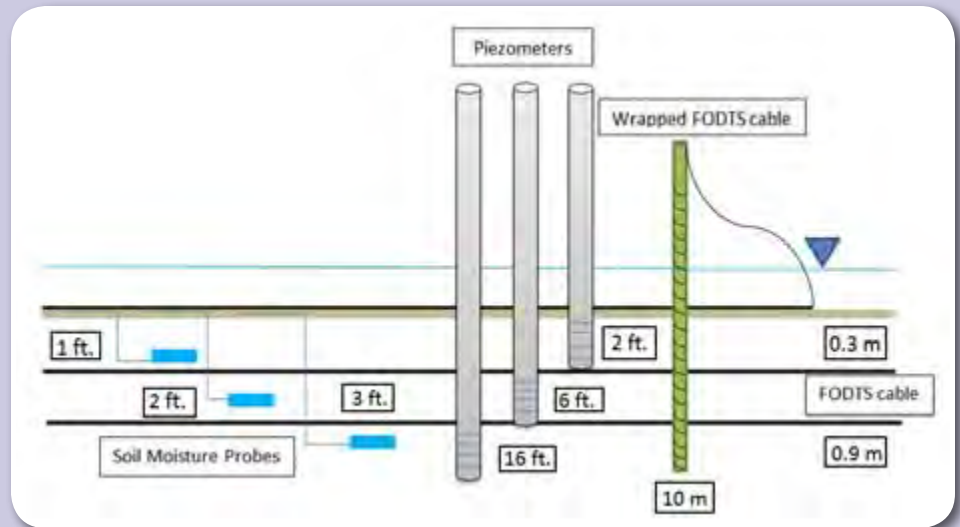 Piezometers
Wrapped FODTS cable
1 ft.
2 ft.
0.3 m
2 ft.
3 ft.
6 ft.
FODTS cable
Soil Moisture Probes
16 ft.
0.9 m
10 m